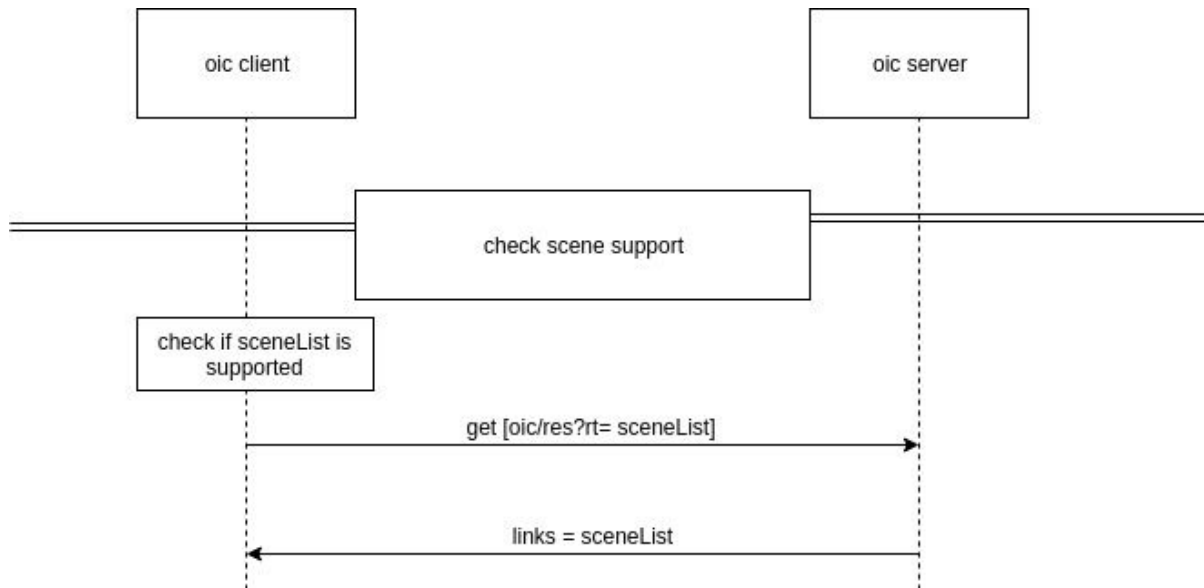 oic client
oic server
check scene support
check if sceneList is
supported
get [oic/res?rt= sceneList]
links = sceneList